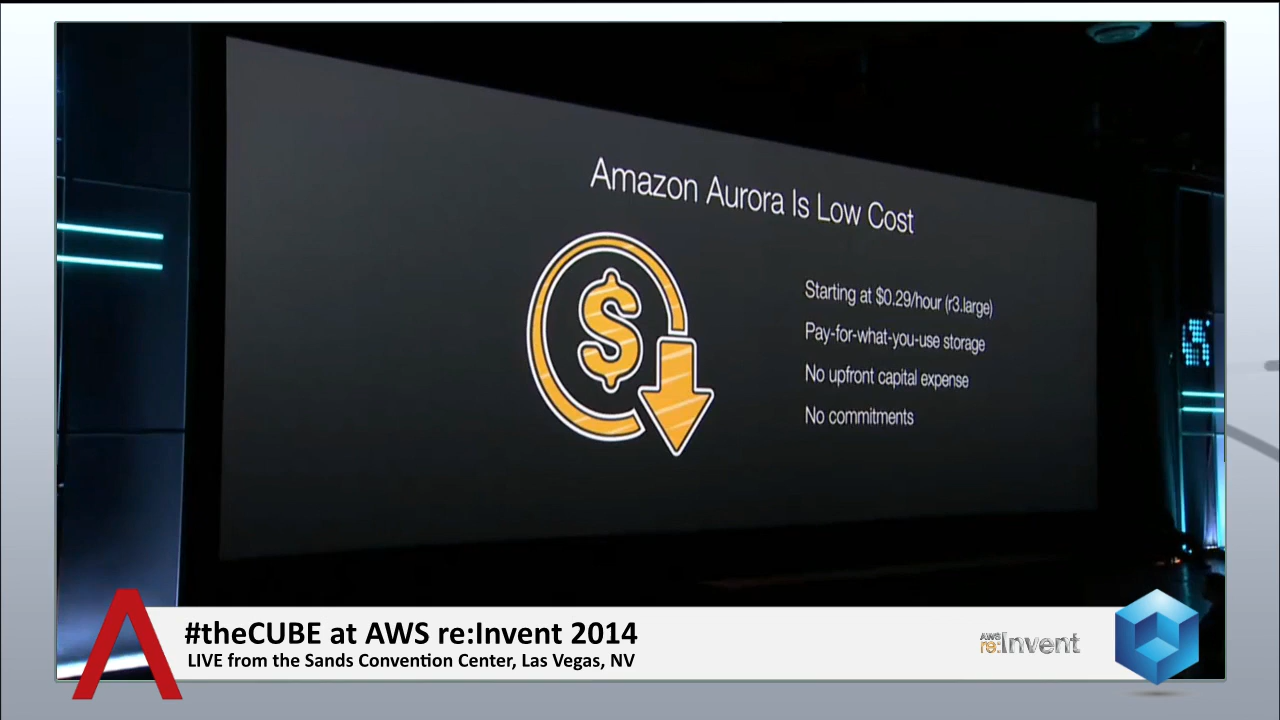 Amazon Aurora Is Low Cost
$
Starting at $0.29/hour (r3.large)
Pay-for-what-you-use storage
No upfront capital expense
No commitments
#theCUBE at AWS re:Invent 2014
LIVE from the Sands Convention Center, Las Vegas, NV
AWS
re:Invent